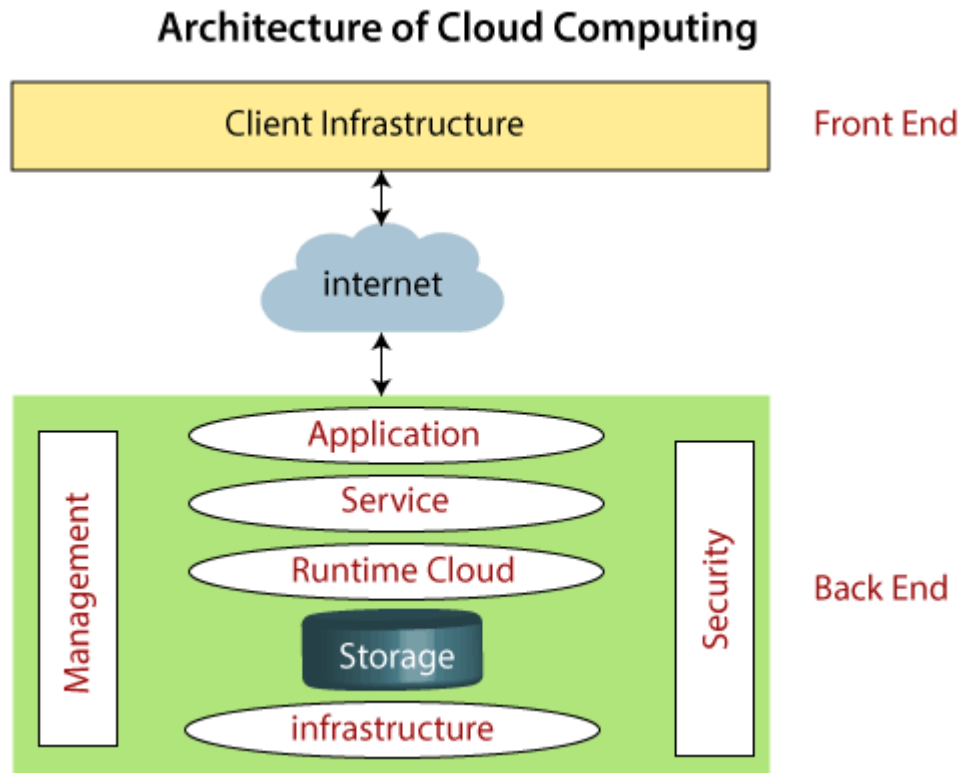 Architecture of Cloud Computing
Client Infrastructure
Front End
internet
Application
Service
Runtime Cloud
Storage
infrastructure
Management
Security
Back End